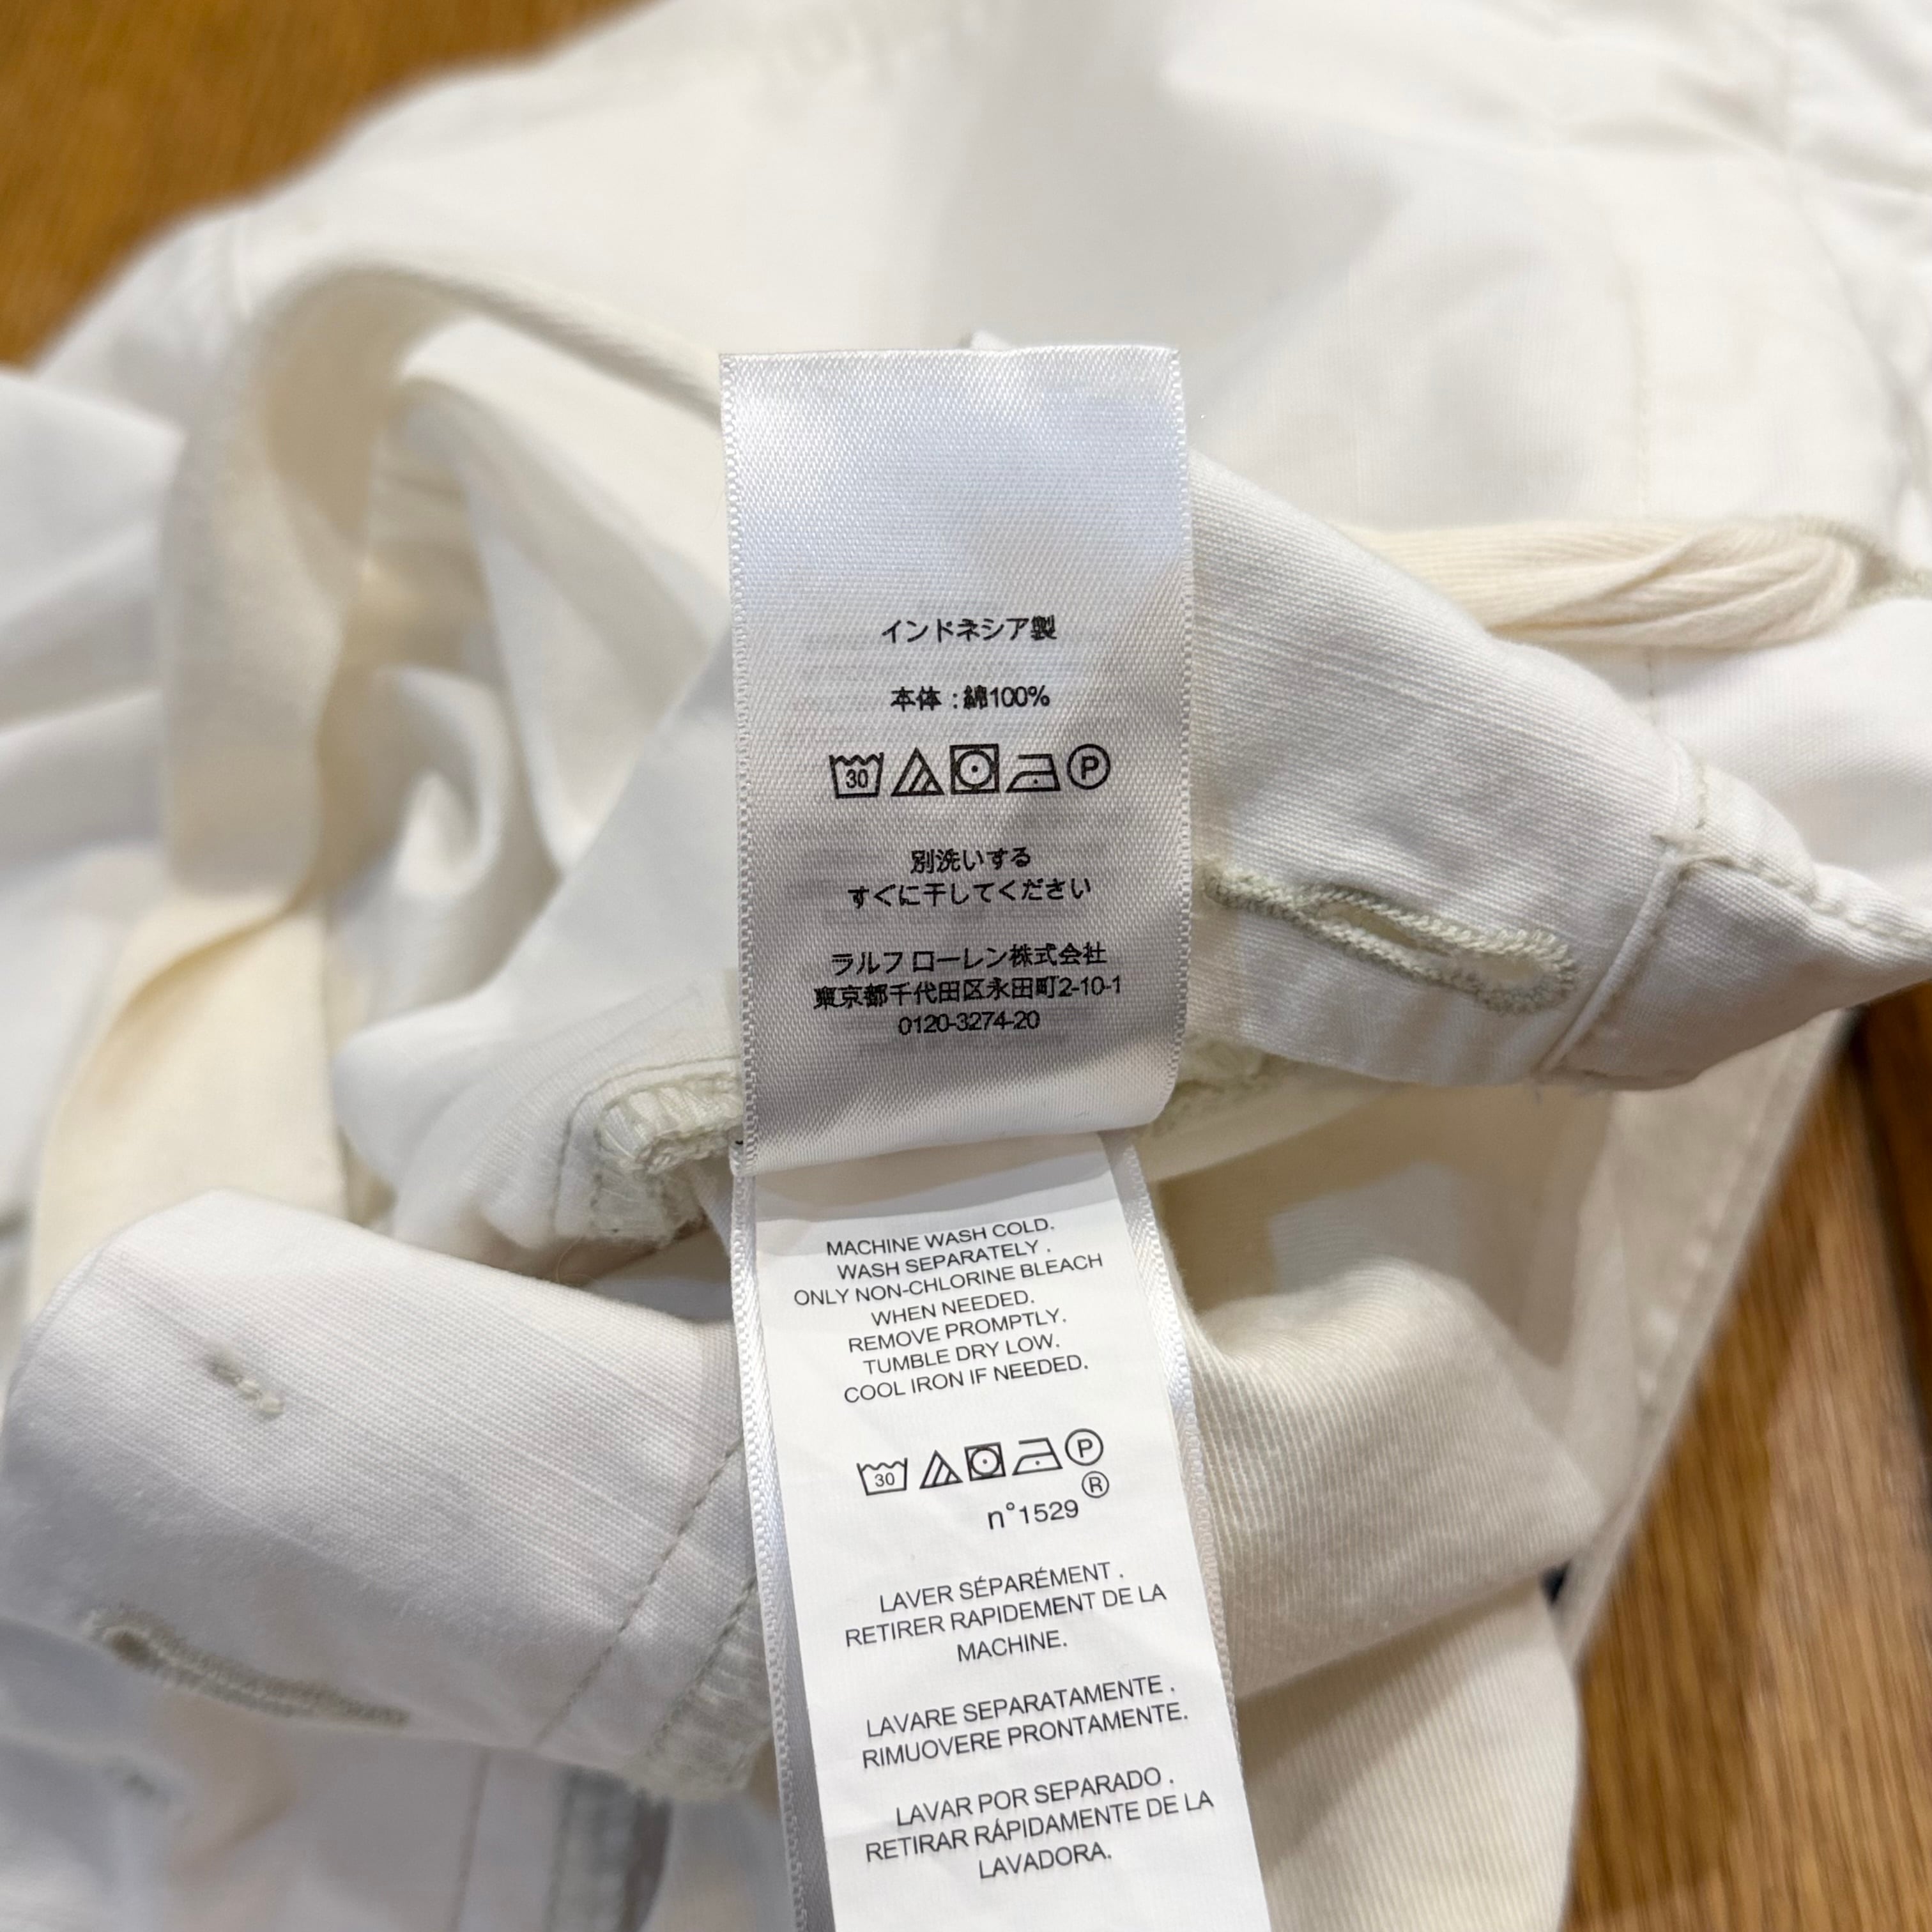 インドネシア製
本体 : 綿100%
30 P
別洗いする
すぐに干してください
ラルフ ローレン株式会社
東京都千代田区永田町2-10-1
0120-3274-20
MACHINE WASH COLD.
WASH SEPARATELY .
ONLY NON-CHLORINE BLEACH
WHEN NEEDED.
REMOVE PROMPTLY.
TUMBLE DRY LOW.
COOL IRON IF NEEDED.
30 P
®
n°1529
LAVER SÉPARÉMENT .
RETIRER RAPIDEMENT DE LA
MACHINE.
LAVARE SEPARATAMENTE .
RIMUOVERE PRONTAMENTE.
LAVAR POR SEPARADO .
RETIRAR RÁPIDAMENTE DE LA
LAVADORA.